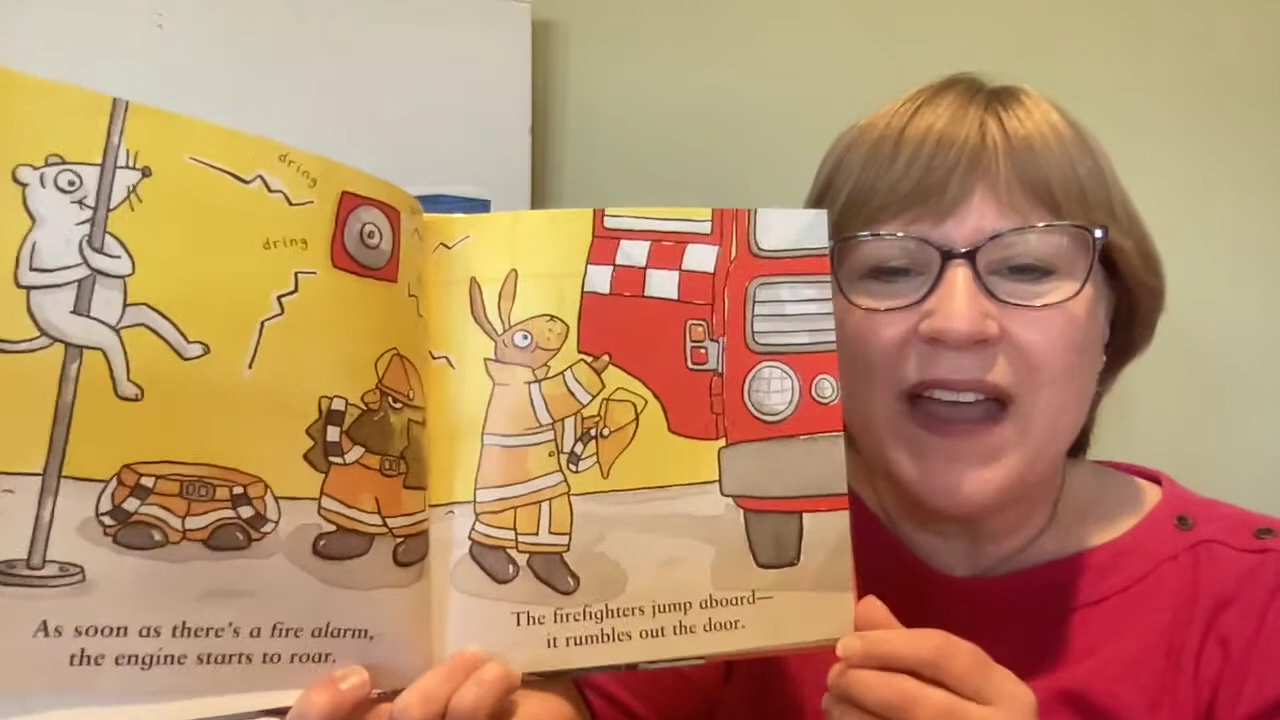 dring
dring
As soon as there's a fire alarm,
the engine starts to roar.
The firefighters jump aboard—
it rumbles out the door.